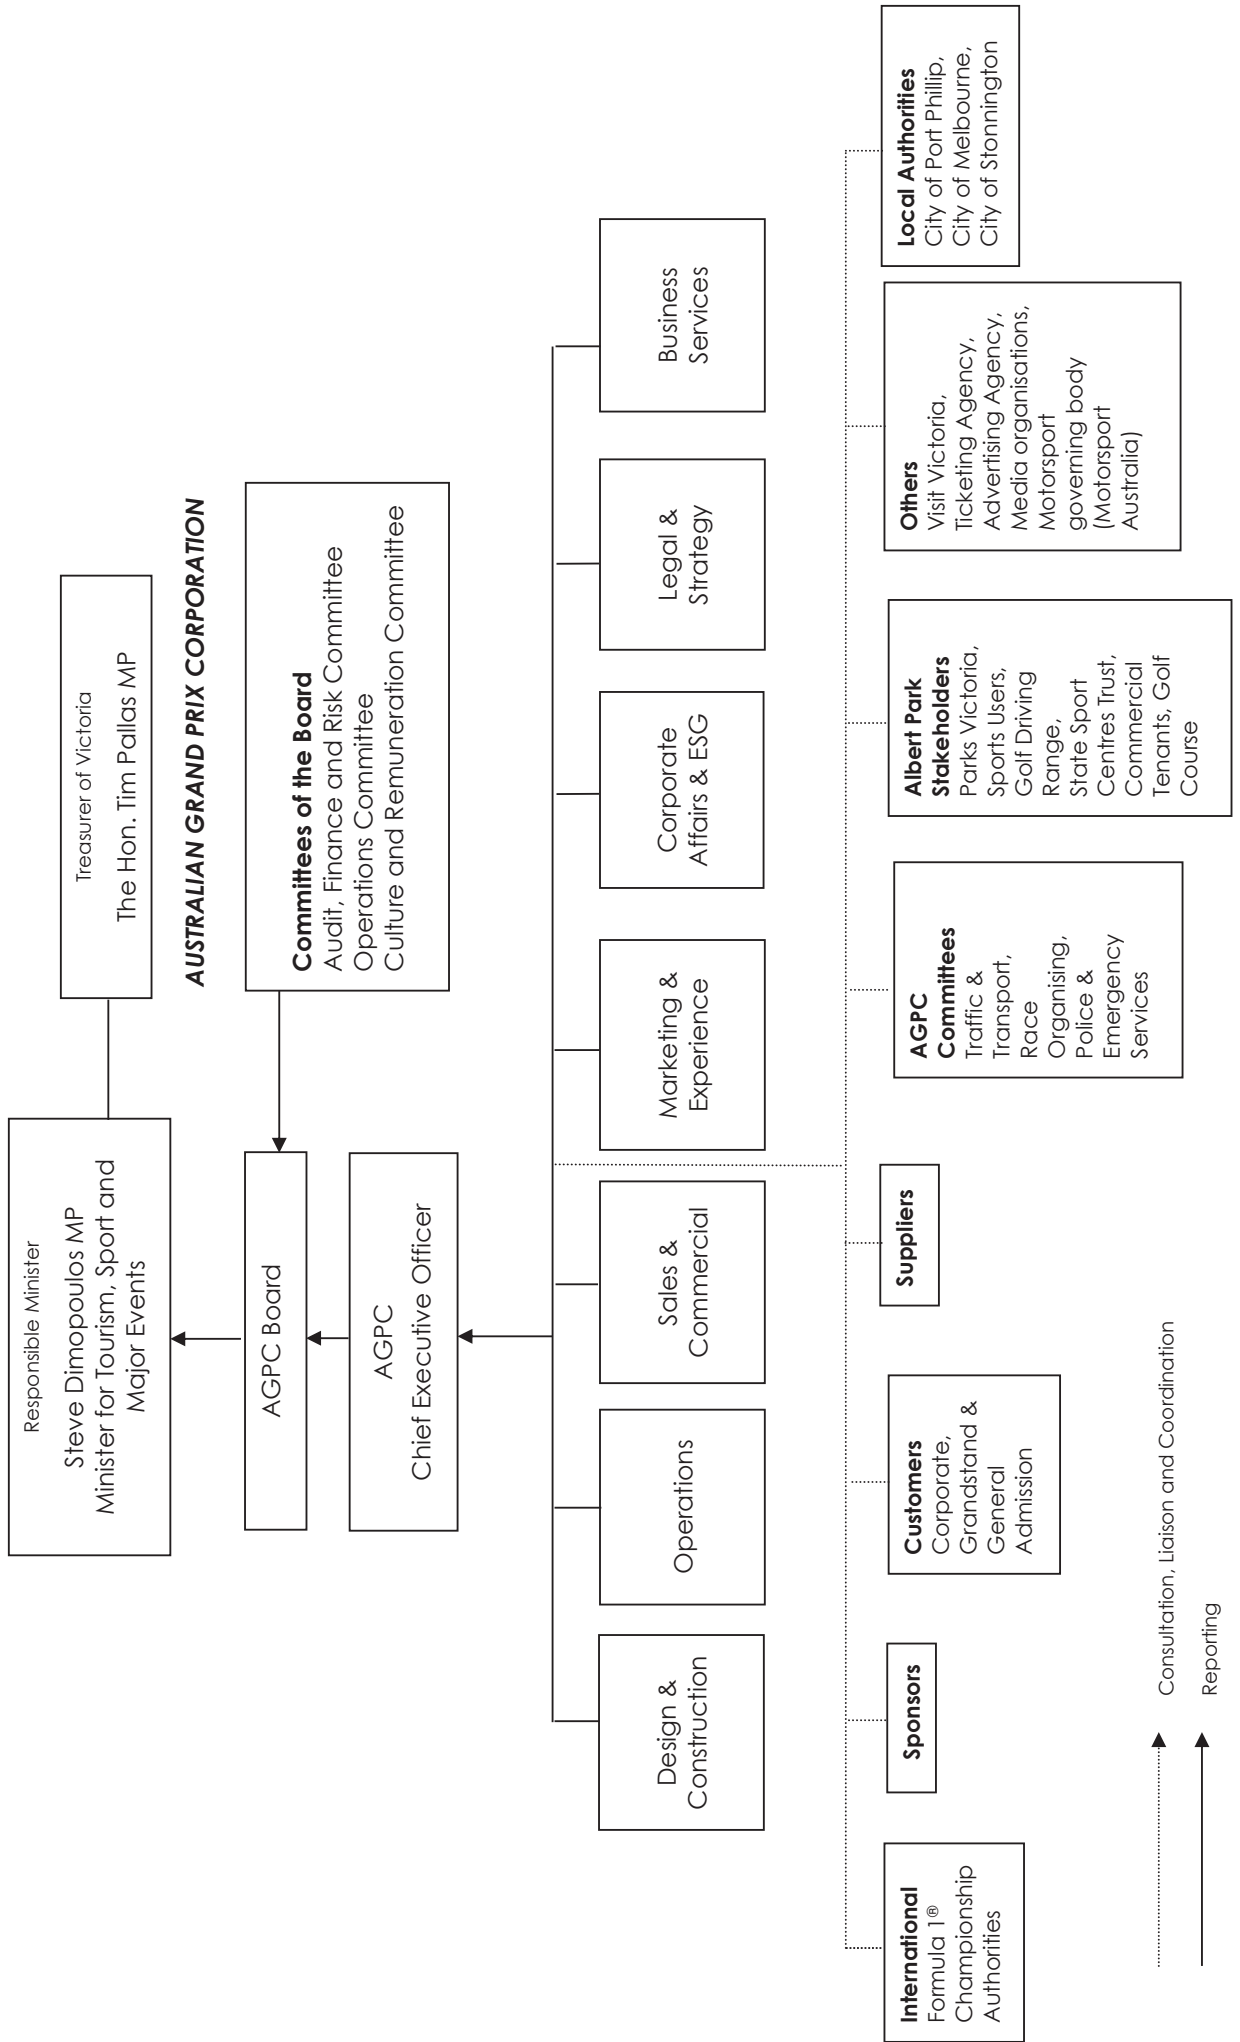 Responsible Minister
Steve Dimopoulos MP
Minister for Tourism, Sport and
Major Events
Treasurer of Victoria
The Hon. Tim Pallas MP
AUSTRALIAN GRAND PRIX CORPORATION
AGPC Board
Committees of the Board
Audit, Finance and Risk Committee
Operations Committee
Culture and Remuneration Committee
AGPC
Chief Executive Officer
Design &
Construction
Operations
Sales &
Commercial
Marketing &
Experience
Corporate
Affairs & ESG
Legal &
Strategy
Business
Services
International
Formula 1®
Championship
Authorities
Sponsors
Customers
Corporate,
Grandstand &
General
Admission
Suppliers
AGPC
Committees
Traffic &
Transport,
Race
Organising,
Police &
Emergency
Services
Albert Park
Stakeholders
Parks Victoria,
Sports Users,
Golf Driving
Range,
State Sport
Centres Trust,
Commercial
Tenants, Golf
Course
Others
Visit Victoria,
Ticketing Agency,
Advertising Agency,
Media organisations,
Motorsport
governing body
(Motorsport
Australia)
Local Authorities
City of Port Phillip,
City of Melbourne,
City of Stonnington
Consultation, Liaison and Coordination
Reporting